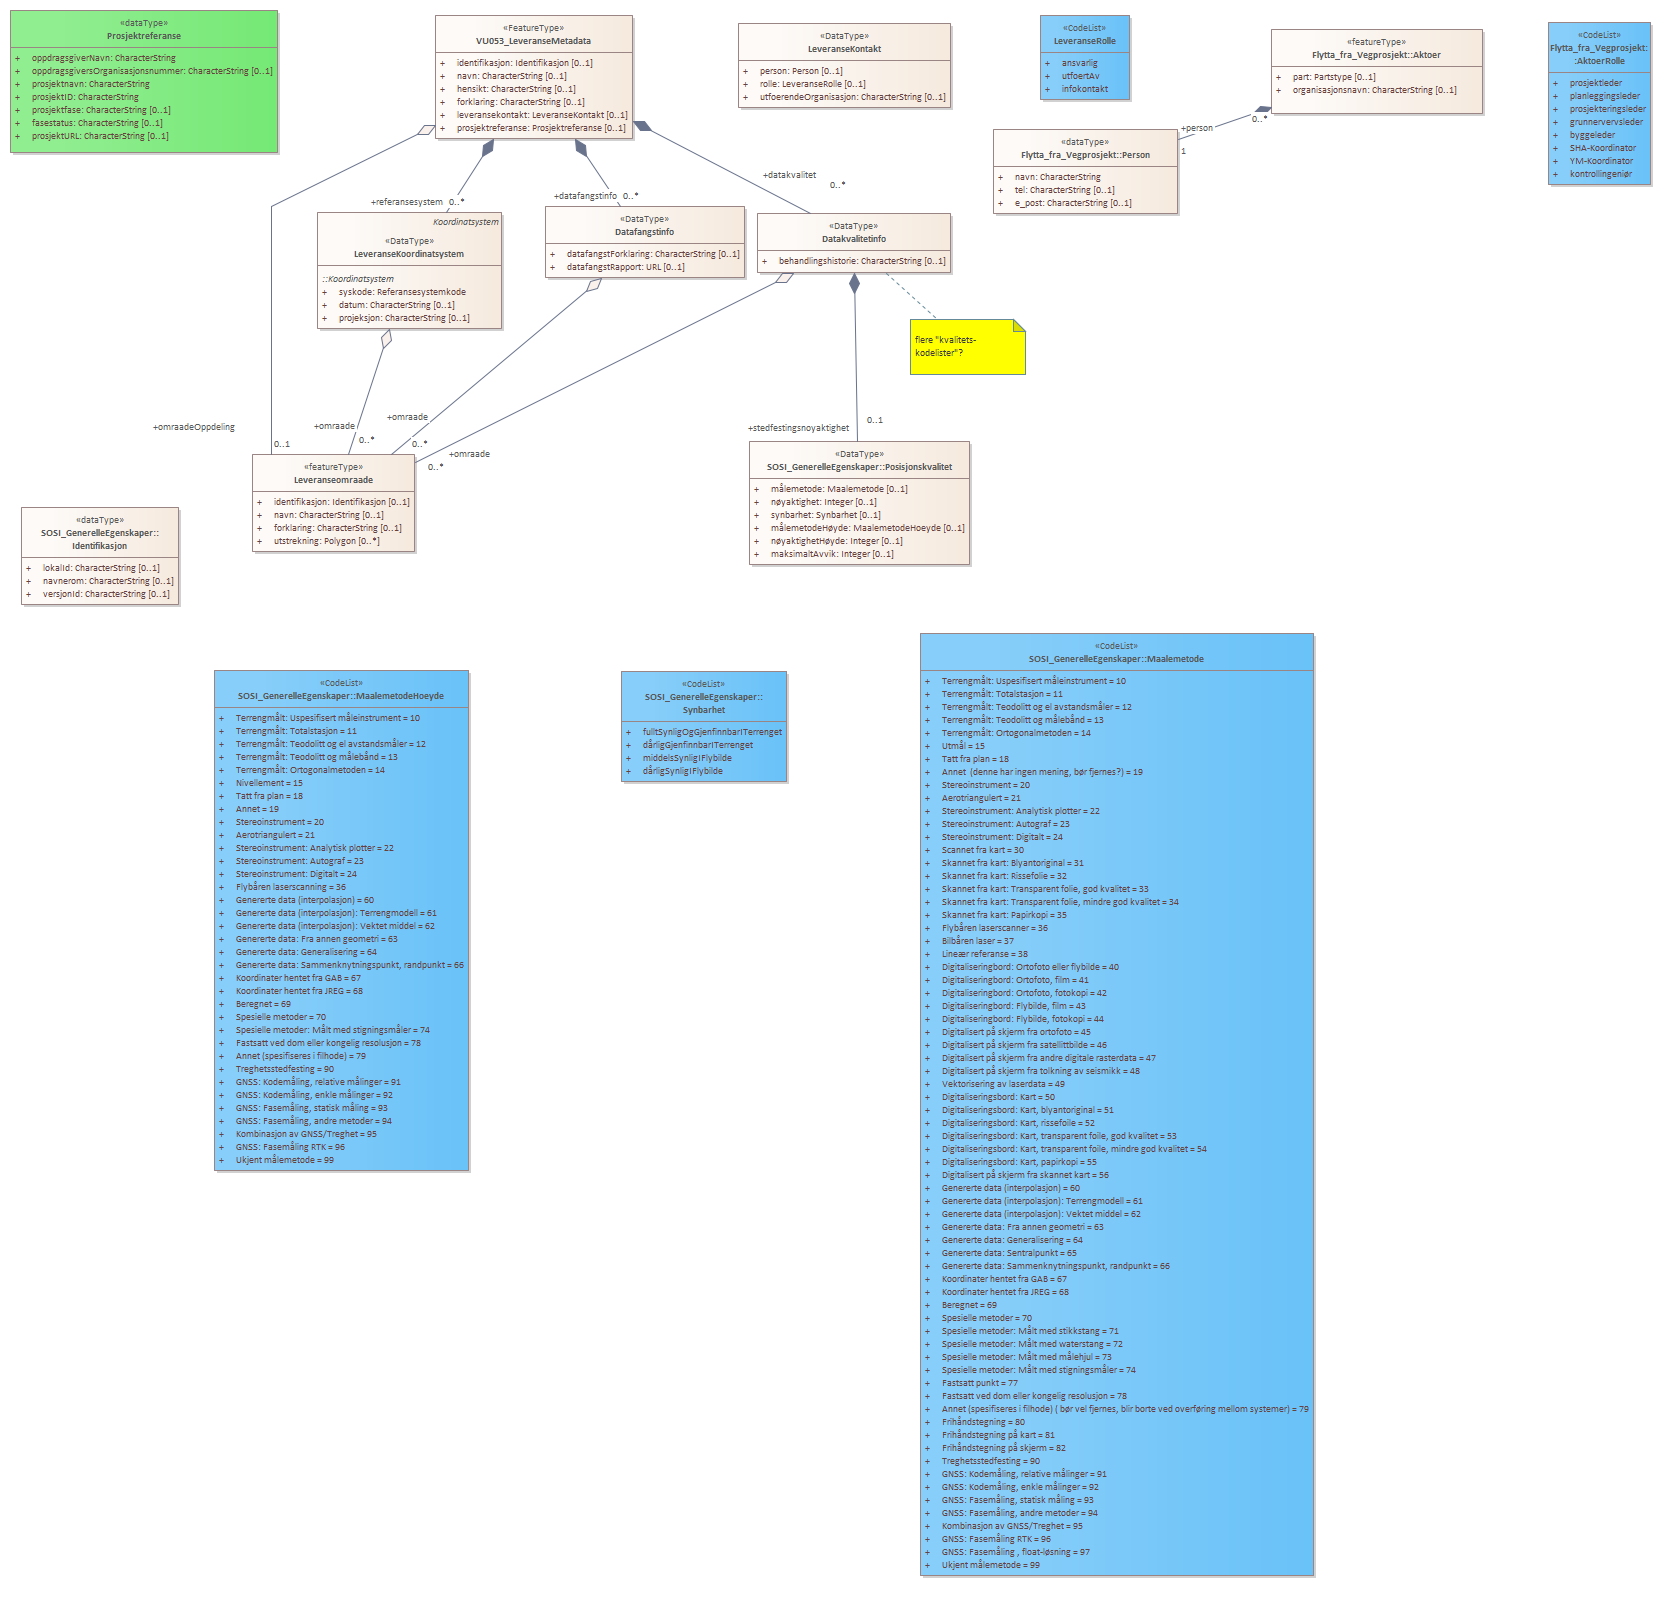 «dataType»
Prosjektreferanse
+ oppdragsgiverNavn: CharacterString
+ oppdragsgiversOrganisasjonsnummer: CharacterString [0..1]
+ prosjektnavn: CharacterString
+ prosjektID: CharacterString
+ prosjektfase: CharacterString [0..1]
+ fasestatus: CharacterString [0..1]
+ prosjektURL: CharacterString [0..1]
«FeatureType»
VU053_LeveranseMetadata
+ identifikasjon: Identifikasjon [0..1]
+ navn: CharacterString [0..1]
+ hensikt: CharacterString [0..1]
+ forklaring: CharacterString [0..1]
+ leveransekontakt: LeveranseKontakt [0..1]
+ prosjektreferanse: Prosjektreferanse [0..1]
«DataType»
LeveranseKontakt
+ person: Person [0..1]
+ rolle: LeveranseRolle [0..1]
+ utfoerendeOrganisasjon: CharacterString [0..1]
«CodeList»
LeveranseRolle
+ ansvarlig
+ utfoertAv
+ infokontakt
«featureType»
Flytta_fra_Vegprosjekt::Aktoer
+ part: Partstype [0..1]
+ organisasjonsnavn: CharacterString [0..1]
«CodeList»
Flytta_fra_Vegprosjekt:
:AktoerRolle
+ prosjektleder
+ planleggingsleder
+ prosjekteringsleder
+ grunnervervsleder
+ byggeleder
+ SHA-Koordinator
+ YM-Koordinator
+ kontrollingeniør
0..*
+person
1
«dataType»
Flytta_fra_Vegprosjekt::Person
+ navn: CharacterString
+ tel: CharacterString [0..1]
+ e_post: CharacterString [0..1]
+datakvalitet
0..*
+referansesystem 0..*
+datafangstinfo 0..*
Koordinatsystem
«DataType»
LeveranseKoordinatsystem
::Koordinatsystem
+ syskode: Referansesystemkode
+ datum: CharacterString [0..1]
+ projeksjon: CharacterString [0..1]
«DataType»
Datafangstinfo
+ datafangstForklaring: CharacterString [0..1]
+ datafangstRapport: URL [0..1]
«DataType»
Datakvalitetinfo
+ behandlingshistorie: CharacterString [0..1]
flere "kvalitets-
kodelister"?
+omraadeOppdeling
0..1
+omraade
0..*
+omraade
0..*
+omraade
0..*
+stedfestingsnoyaktighet
0..1
«featureType»
Leveranseomraade
+ identifikasjon: Identifikasjon [0..1]
+ navn: CharacterString [0..1]
+ forklaring: CharacterString [0..1]
+ utstrekning: Polygon [0..*]
«DataType»
SOSI_GenerelleEgenskaper::Posisjonskvalitet
+ målemetode: Maalemetode [0..1]
+ nøyaktighet: Integer [0..1]
+ synbarhet: Synbarhet [0..1]
+ målemetodeHøyde: MaalemetodeHoeyde [0..1]
+ nøyaktighetHøyde: Integer [0..1]
+ maksimaltAvvik: Integer [0..1]
«dataType»
SOSI_GenerelleEgenskaper::
Identifikasjon
+ lokalId: CharacterString [0..1]
+ navnerom: CharacterString [0..1]
+ versjonId: CharacterString [0..1]
«CodeList»
SOSI_GenerelleEgenskaper::MaalemetodeHoeyde
+ Terrengmålt: Uspesifisert måleinstrument = 10
+ Terrengmålt: Totalstasjon = 11
+ Terrengmålt: Teodolitt og el avstandsmåler = 12
+ Terrengmålt: Teodolitt og målebånd = 13
+ Terrengmålt: Ortogonalmetoden = 14
+ Nivellement = 15
+ Tatt fra plan = 18
+ Annet = 19
+ Stereoinstrument = 20
+ Aerotriangulert = 21
+ Stereoinstrument: Analytisk plotter = 22
+ Stereoinstrument: Autograf = 23
+ Stereoinstrument: Digitalt = 24
+ Flybåren laserscanning = 36
+ Genererte data (interpolasjon) = 60
+ Genererte data (interpolasjon): Terrengmodell = 61
+ Genererte data (interpolasjon): Vektet middel = 62
+ Genererte data: Fra annen geometri = 63
+ Genererte data: Generalisering = 64
+ Genererte data: Sammenknytningspunkt, randpunkt = 66
+ Koordinater hentet fra GAB = 67
+ Koordinater hentet fra JREG = 68
+ Beregnet = 69
+ Spesielle metoder = 70
+ Spesielle metoder: Målt med stigningsmåler = 74
+ Fastsatt ved dom eller kongelig resolusjon = 78
+ Annet (spesifiseres i filhode) = 79
+ Treghetsstedfesting = 90
+ GNSS: Kodemåling, relative målinger = 91
+ GNSS: Kodemåling, enkle målinger = 92
+ GNSS: Fasemåling, statisk måling = 93
+ GNSS: Fasemåling, andre metoder = 94
+ Kombinasjon av GNSS/Treghet = 95
+ GNSS: Fasemåling RTK = 96
+ Ukjent målemetode = 99
«CodeList»
SOSI_GenerelleEgenskaper::
Synbarhet
+ fulltSynligOgGjenfinnbarITerrenget
+ dårligGjenfinnbarITerrenget
+ middelsSynligIFlybilde
+ dårligSynligIFlybilde
«CodeList»
SOSI_GenerelleEgenskaper::Maalemetode
+ Terrengmålt: Uspesifisert måleinstrument = 10
+ Terrengmålt: Totalstasjon = 11
+ Terrengmålt: Teodolitt og el avstandsmåler = 12
+ Terrengmålt: Teodolitt og målebånd = 13
+ Terrengmålt: Ortogonalmetoden = 14
+ Utmål = 15
+ Tatt fra plan = 18
+ Annet (denne har ingen mening, bør fjernes?) = 19
+ Stereoinstrument = 20
+ Aerotriangulert = 21
+ Stereoinstrument: Analytisk plotter = 22
+ Stereoinstrument: Autograf = 23
+ Stereoinstrument: Digitalt = 24
+ Scannet fra kart = 30
+ Skannet fra kart: Blyantoriginal = 31
+ Skannet fra kart: Rissefolie = 32
+ Skannet fra kart: Transparent folie, god kvalitet = 33
+ Skannet fra kart: Transparent folie, mindre god kvalitet = 34
+ Skannet fra kart: Papirkopi = 35
+ Flybåren laserscanner = 36
+ Bilbåren laser = 37
+ Lineær referanse = 38
+ Digitaliseringbord: Ortofoto eller flybilde = 40
+ Digitaliseringbord: Ortofoto, film = 41
+ Digitaliseringbord: Ortofoto, fotokopi = 42
+ Digitaliseringbord: Flybilde, film = 43
+ Digitaliseringbord: Flybilde, fotokopi = 44
+ Digitalisert på skjerm fra ortofoto = 45
+ Digitalisert på skjerm fra satellittbilde = 46
+ Digitalisert på skjerm fra andre digitale rasterdata = 47
+ Digitalisert på skjerm fra tolkning av seismikk = 48
+ Vektorisering av laserdata = 49
+ Digitaliseringsbord: Kart = 50
+ Digitaliseringsbord: Kart, blyantoriginal = 51
+ Digitaliseringsbord: Kart, rissefoile = 52
+ Digitaliseringsbord: Kart, transparent foile, god kvalitet = 53
+ Digitaliseringsbord: Kart, transparent foile, mindre god kvalitet = 54
+ Digitaliseringsbord: Kart, papirkopi = 55
+ Digitalisert på skjerm fra skannet kart = 56
+ Genererte data (interpolasjon) = 60
+ Genererte data (interpolasjon): Terrengmodell = 61
+ Genererte data (interpolasjon): Vektet middel = 62
+ Genererte data: Fra annen geometri = 63
+ Genererte data: Generalisering = 64
+ Genererte data: Sentralpunkt = 65
+ Genererte data: Sammenknytningspunkt, randpunkt = 66
+ Koordinater hentet fra GAB = 67
+ Koordinater hentet fra JREG = 68
+ Beregnet = 69
+ Spesielle metoder = 70
+ Spesielle metoder: Målt med stikkstang = 71
+ Spesielle metoder: Målt med waterstang = 72
+ Spesielle metoder: Målt med målehjul = 73
+ Spesielle metoder: Målt med stigningsmåler = 74
+ Fastsatt punkt = 77
+ Fastsatt ved dom eller kongelig resolusjon = 78
+ Annet (spesifiseres i filhode) ( bør vel fjernes, blir borte ved overføring mellom systemer) = 79
+ Frihåndstegning = 80
+ Frihåndstegning på kart = 81
+ Frihåndstegning på skjerm = 82
+ Treghetsstedfesting = 90
+ GNSS: Kodemåling, relative målinger = 91
+ GNSS: Kodemåling, enkle målinger = 92
+ GNSS: Fasemåling, statisk måling = 93
+ GNSS: Fasemåling, andre metoder = 94
+ Kombinasjon av GNSS/Treghet = 95
+ GNSS: Fasemåling RTK = 96
+ GNSS: Fasemåling , float-løsning = 97
+ Ukjent målemetode = 99